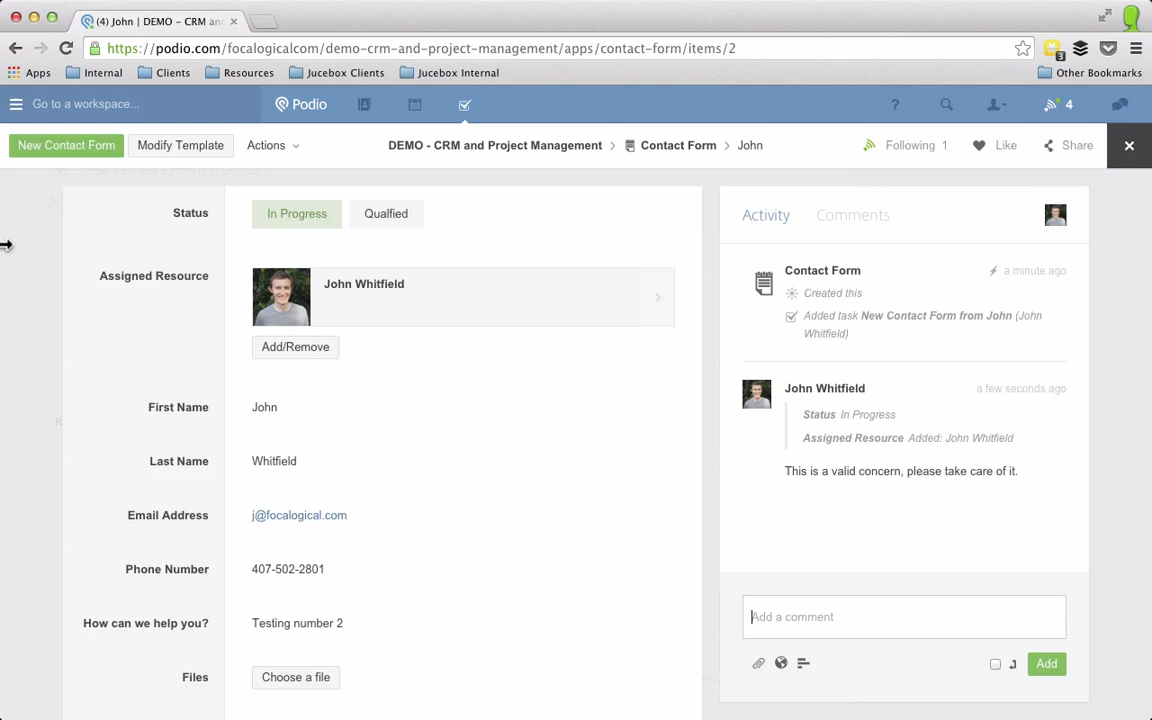 (4) John | DEMO – CRM and
https://podio.com/focalogicalcom/demo-crm-and-project-management/apps/contact-form/items/2
3
Apps Internal Clients Resources Jucebox Clients Jucebox Internal Other Bookmarks
Go to a workspace... Podio ? 4
New Contact Form Modify Template Actions DEMO - CRM and Project Management Contact Form John Following 1 Like Share
Status In Progress Qualfied
Assigned Resource John Whitfield
Add/Remove
First Name John
Last Name Whitfield
Email Address j@focalogical.com
Phone Number 407-502-2801
How can we help you? Testing number 2
Files Choose a file
Activity Comments
Contact Form a minute ago
Created this
Added task New Contact Form from John (John
Whitfield)
John Whitfield a few seconds ago
Status In Progress
Assigned Resource Added: John Whitfield
This is a valid concern, please take care of it.
Add a comment
Add